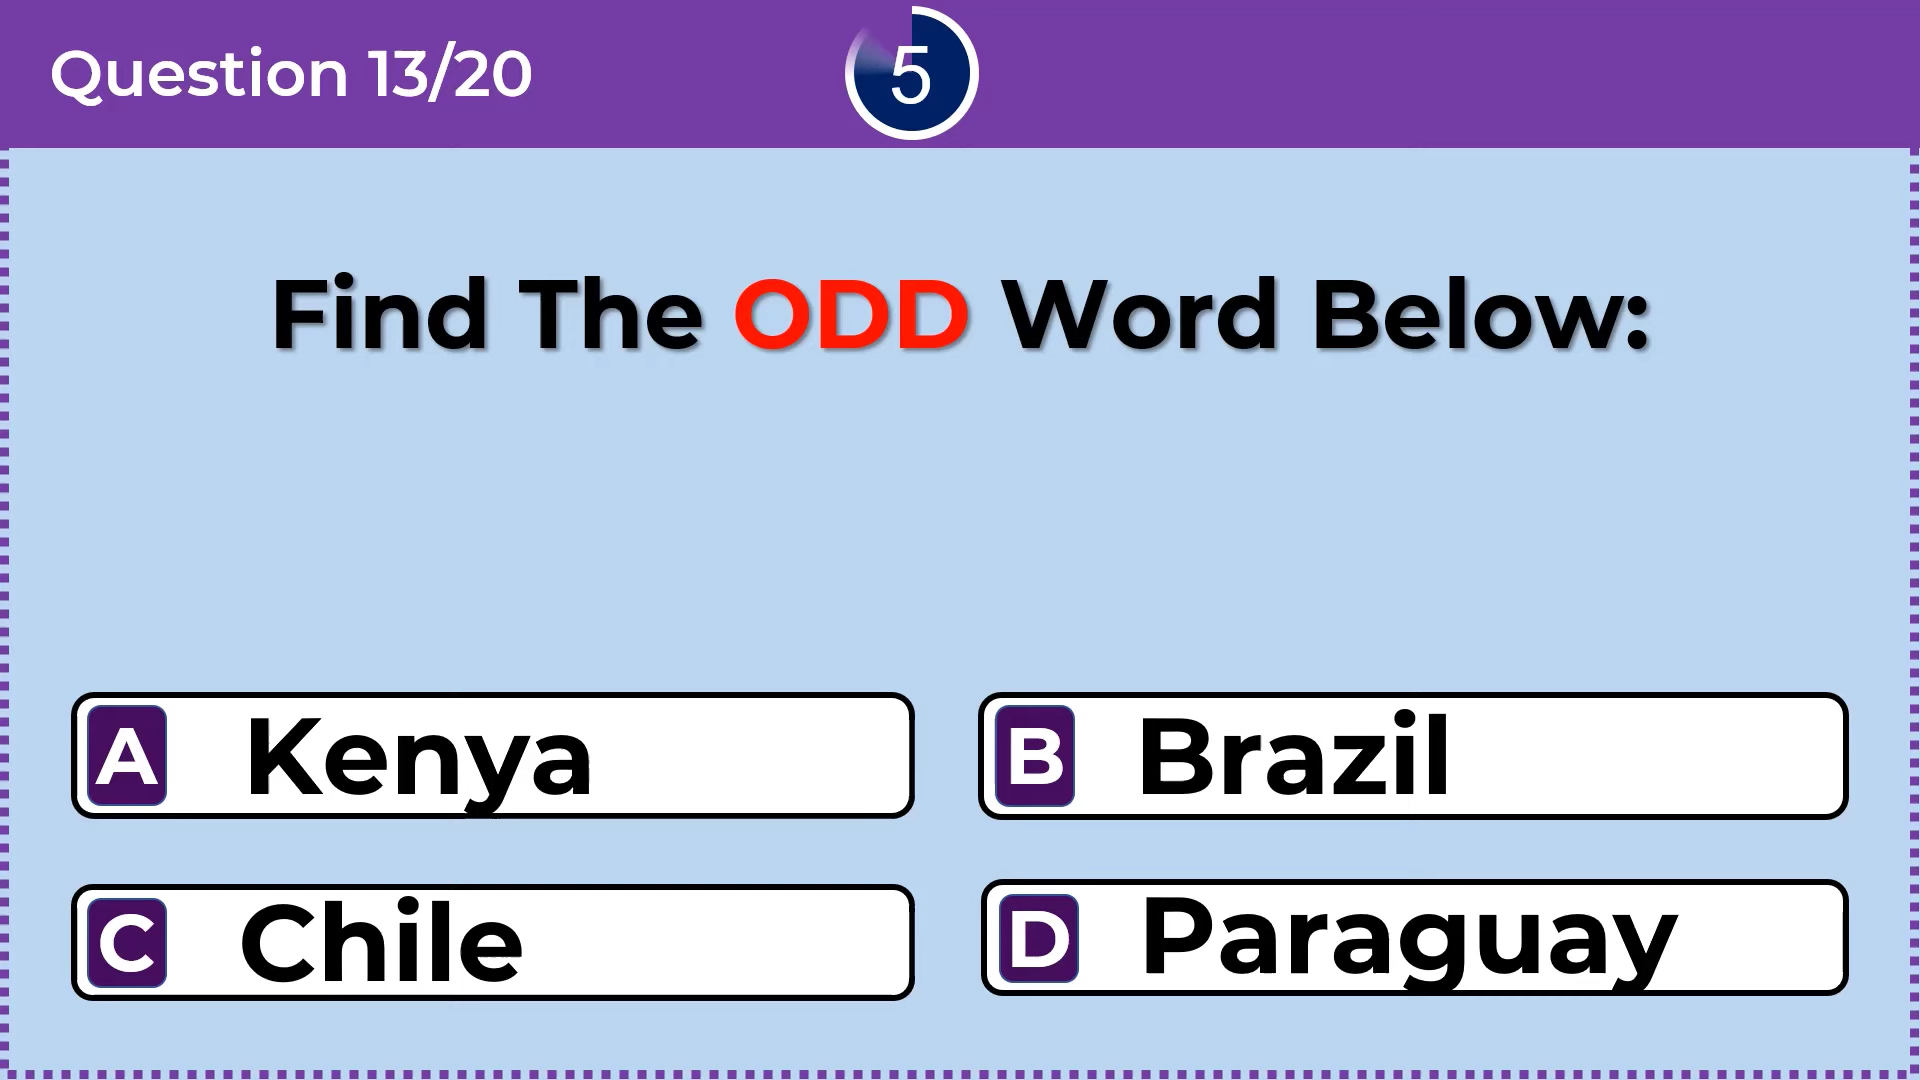 Question 13/20
5
Find The ODD Word Below:
A Kenya
B Brazil
C Chile
D Paraguay